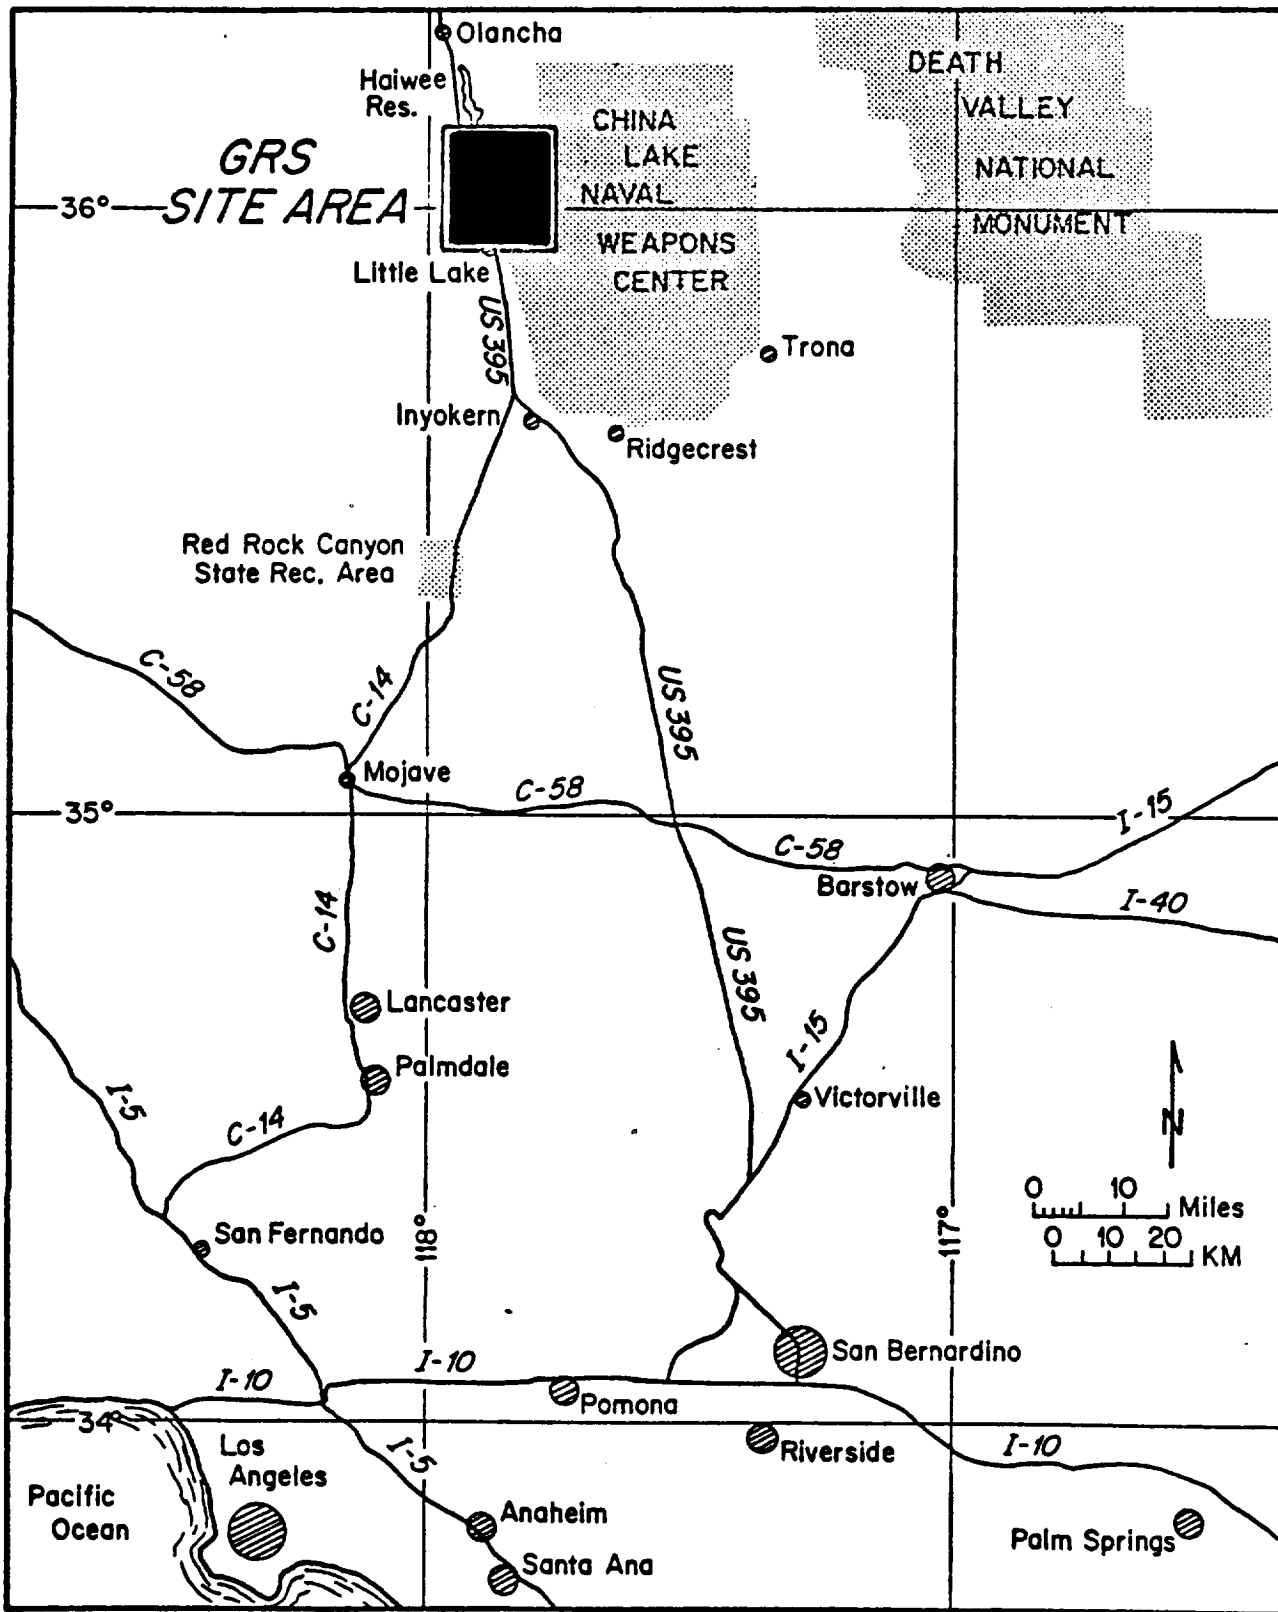 Olancha
Haiwee
Res.
DEATH
VALLEY
NATIONAL
MONUMENT
CHINA
LAKE
NAVAL
WEAPONS
CENTER
GRS
SITE AREA
36°
Little Lake
US 395
Trona
Inyokern
Ridgecrest
Red Rock Canyon
State Rec. Area
C-58
C-14
US 395
Mojave
C-58
35°
I-15
C-58
Barstow
I-40
C-14
US 395
Lancaster
I-15
Palmdale
I-5
Victorville
C-14
N
0 10
Miles
0 10 20
KM
118°
117°
San Fernando
I-5
San Bernardino
I-10
I-10
Pomona
34°
Los
Angeles
I-5
Riverside
I-10
Pacific
Ocean
Anaheim
Palm Springs
Santa Ana